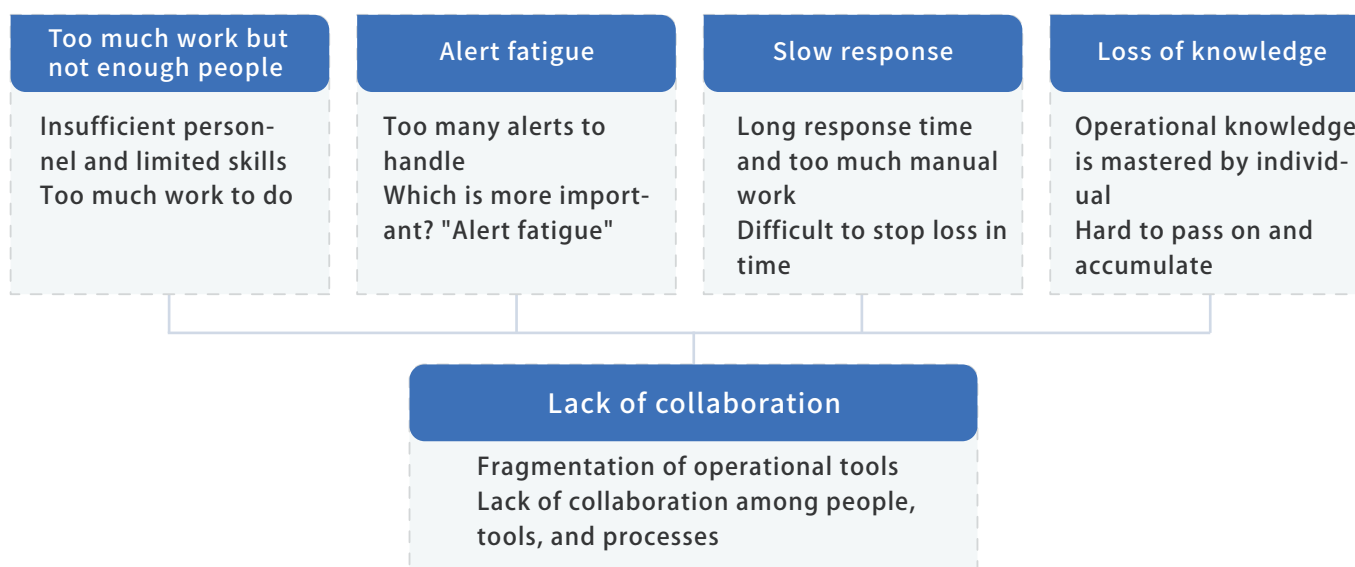 Too much work but
not enough people
Insufficient person-
nel and limited skills
Too much work to do
Alert fatigue
Too many alerts to
handle
Which is more import-
ant? "Alert fatigue"
Slow response
Long response time
and too much manual
work
Difficult to stop loss in
time
Loss of knowledge
Operational knowledge
is mastered by individ-
ual
Hard to pass on and
accumulate
Lack of collaboration
Fragmentation of operational tools
Lack of collaboration among people,
tools, and processes